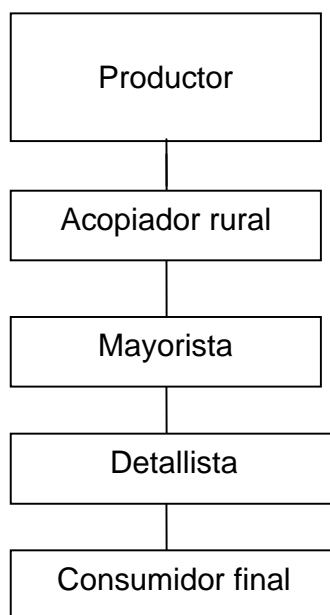 Productor
Acopiador rural
Mayorista
Detallista
Consumidor final